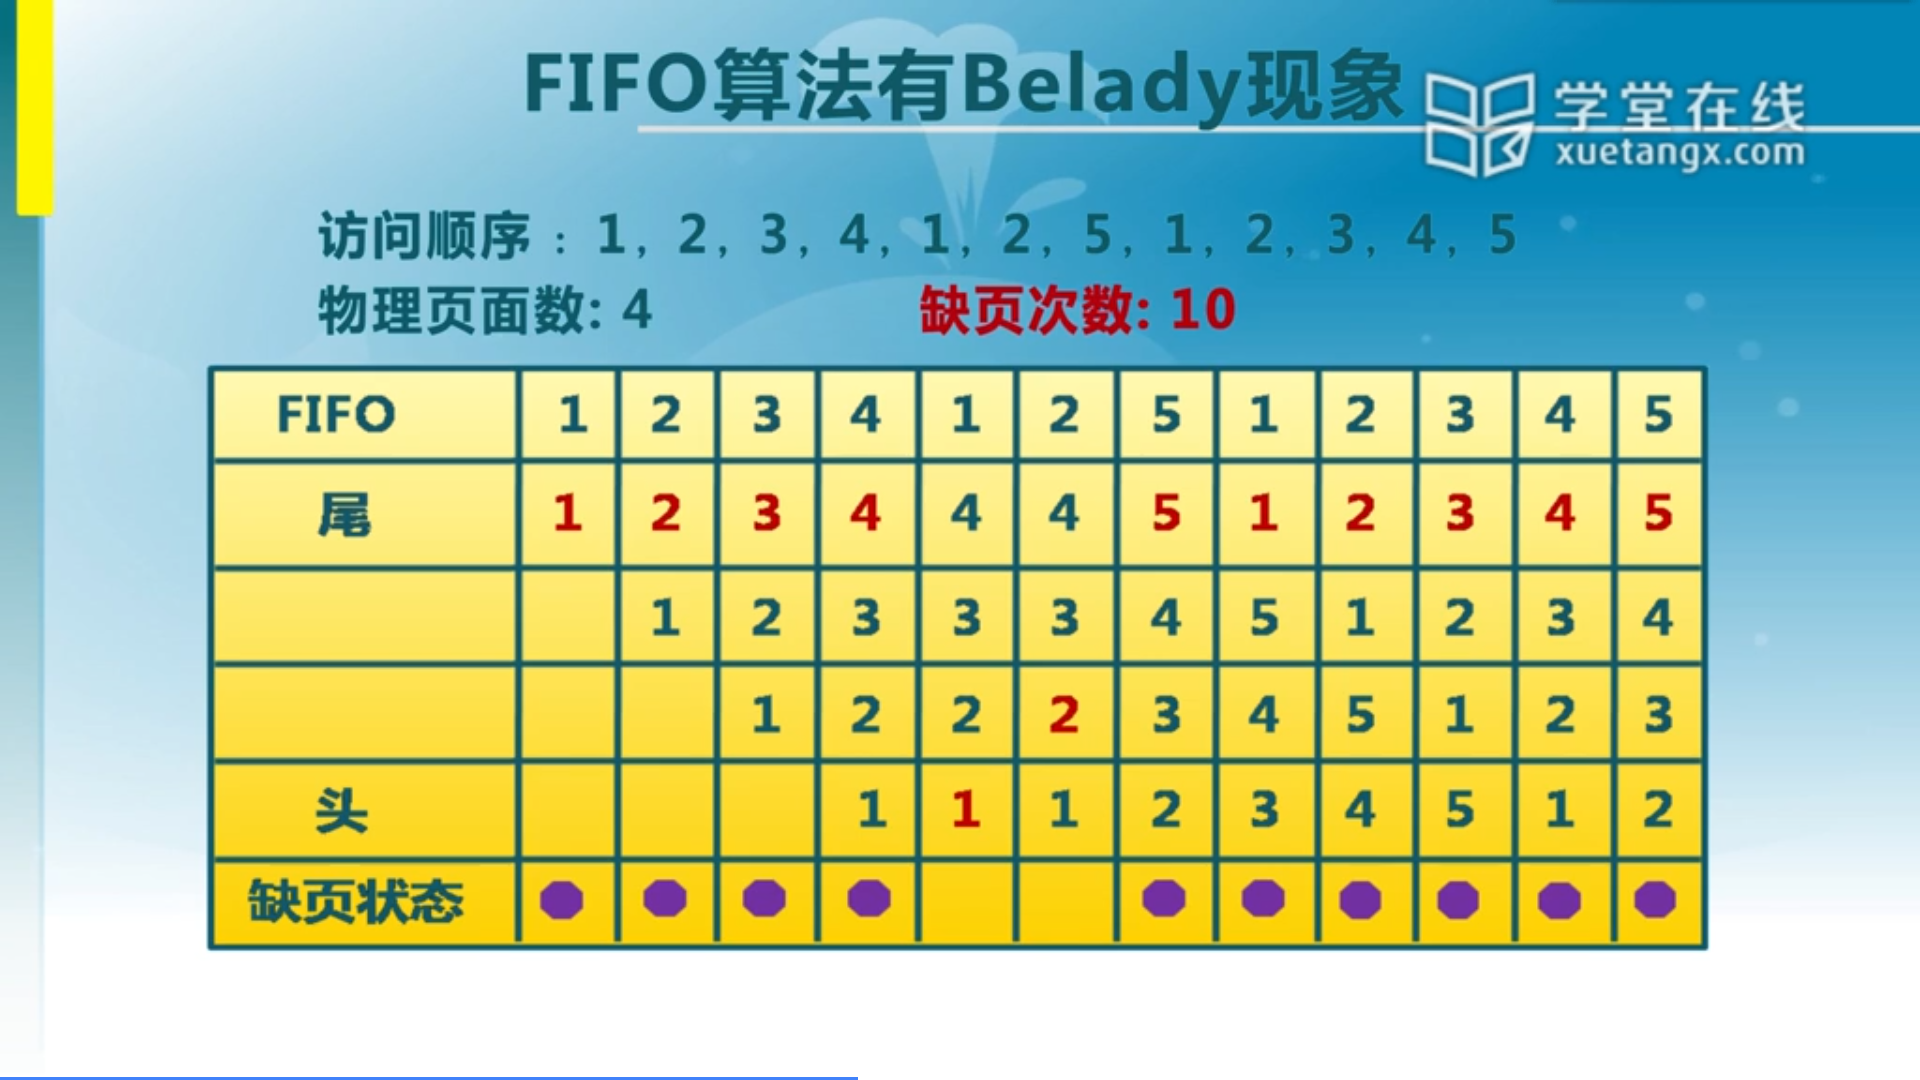 FIFO算法有Belady现象
学堂在线
xuetangx.com
访问顺序：1, 2, 3, 4, 1, 2, 5, 1, 2, 3, 4, 5
物理页面数: 4 缺页次数: 10
FIFO 1 2 3 4 1 2 5 1 2 3 4 5
尾 1 2 3 4 4 4 5 1 2 3 4 5
1 2 3 3 3 4 5 1 2 3 4
1 2 2 2 3 4 5 1 2 3
头 1 1 1 2 3 4 5 1 2
缺页状态